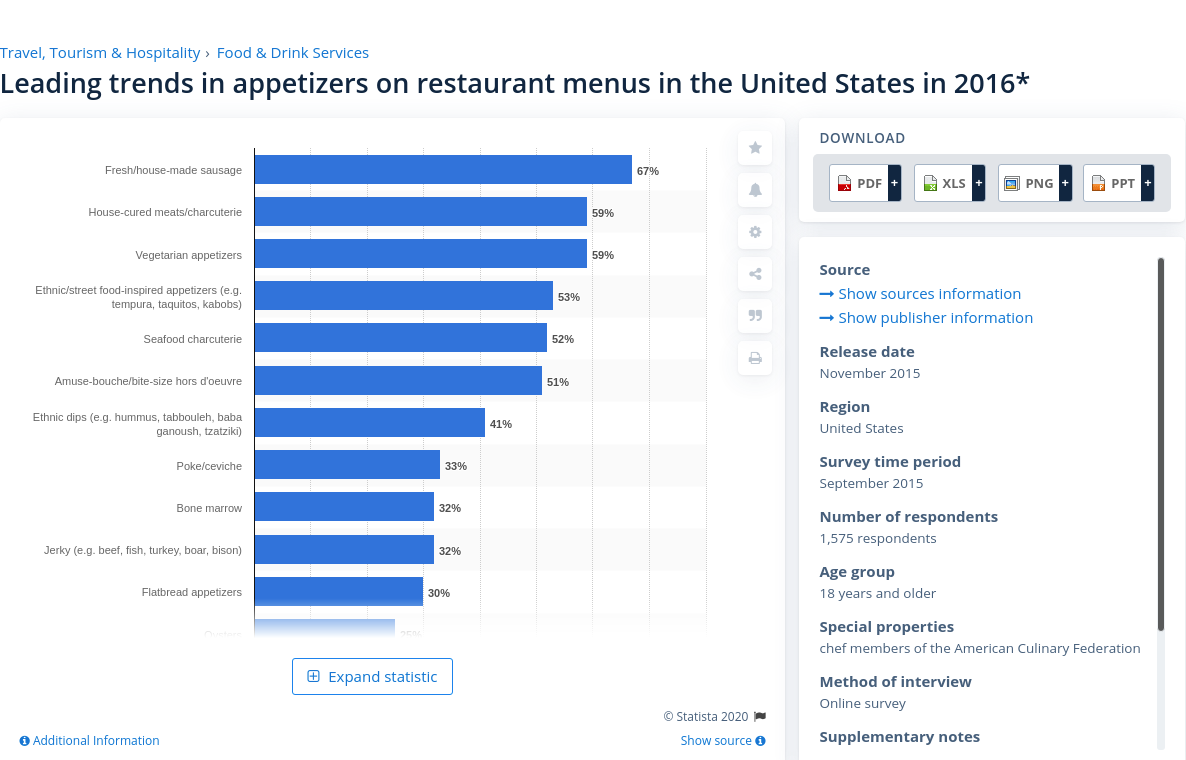 Travel, Tourism & Hospitality › Food & Drink Services
Leading trends in appetizers on restaurant menus in the United States in 2016*
Fresh/house-made sausage
67%
House-cured meats/charcuterie
59%
Vegetarian appetizers
59%
Ethnic/street food-inspired appetizers (e.g.
tempura, taquitos, kabobs)
53%
Seafood charcuterie
52%
Amuse-bouche/bite-size hors d'oeuvre
51%
Ethnic dips (e.g. hummus, tabbouleh, baba
ganoush, tzatziki)
41%
Poke/ceviche
33%
Bone marrow
32%
Jerky (e.g. beef, fish, turkey, boar, bison)
32%
Flatbread appetizers
30%
Oysters
25%
Expand statistic
© Statista 2020
Additional Information
Show source
DOWNLOAD
PDF +
XLS +
PNG +
PPT +
Source
Show sources information
Show publisher information
Release date
November 2015
Region
United States
Survey time period
September 2015
Number of respondents
1,575 respondents
Age group
18 years and older
Special properties
chef members of the American Culinary Federation
Method of interview
Online survey
Supplementary notes